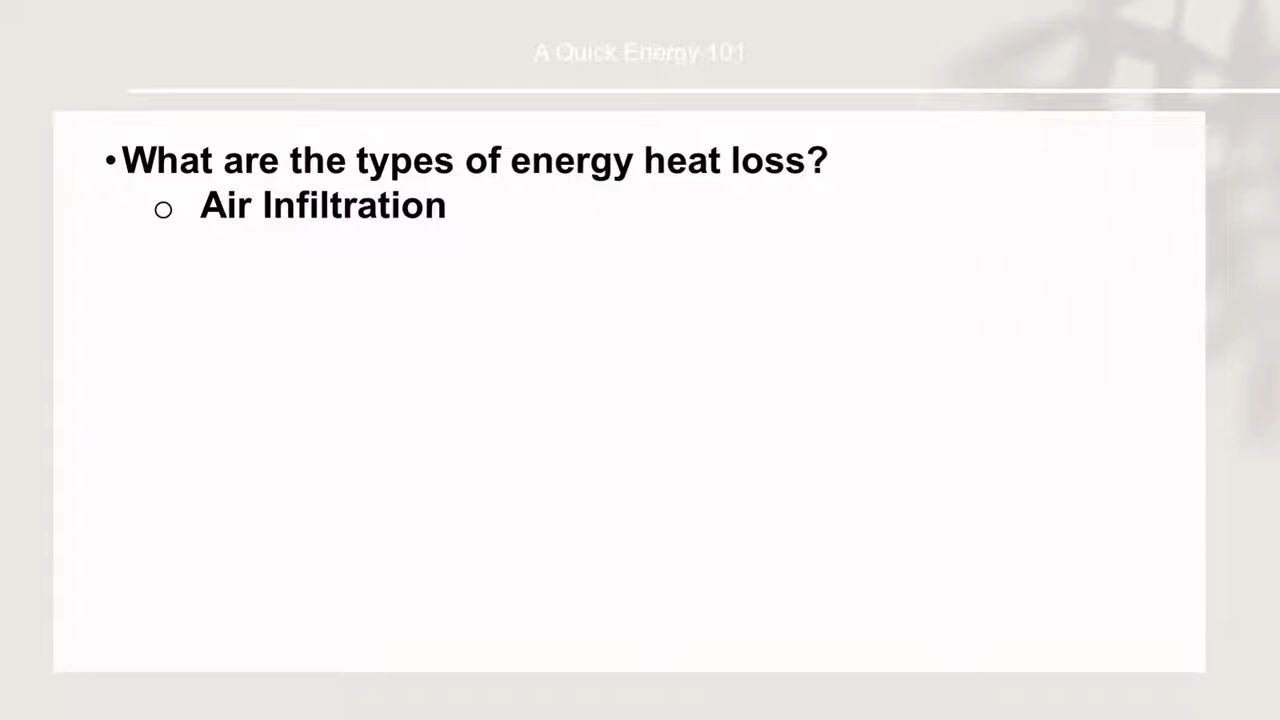 A Quick Energy 101
•What are the types of energy heat loss?
o Air Infiltration